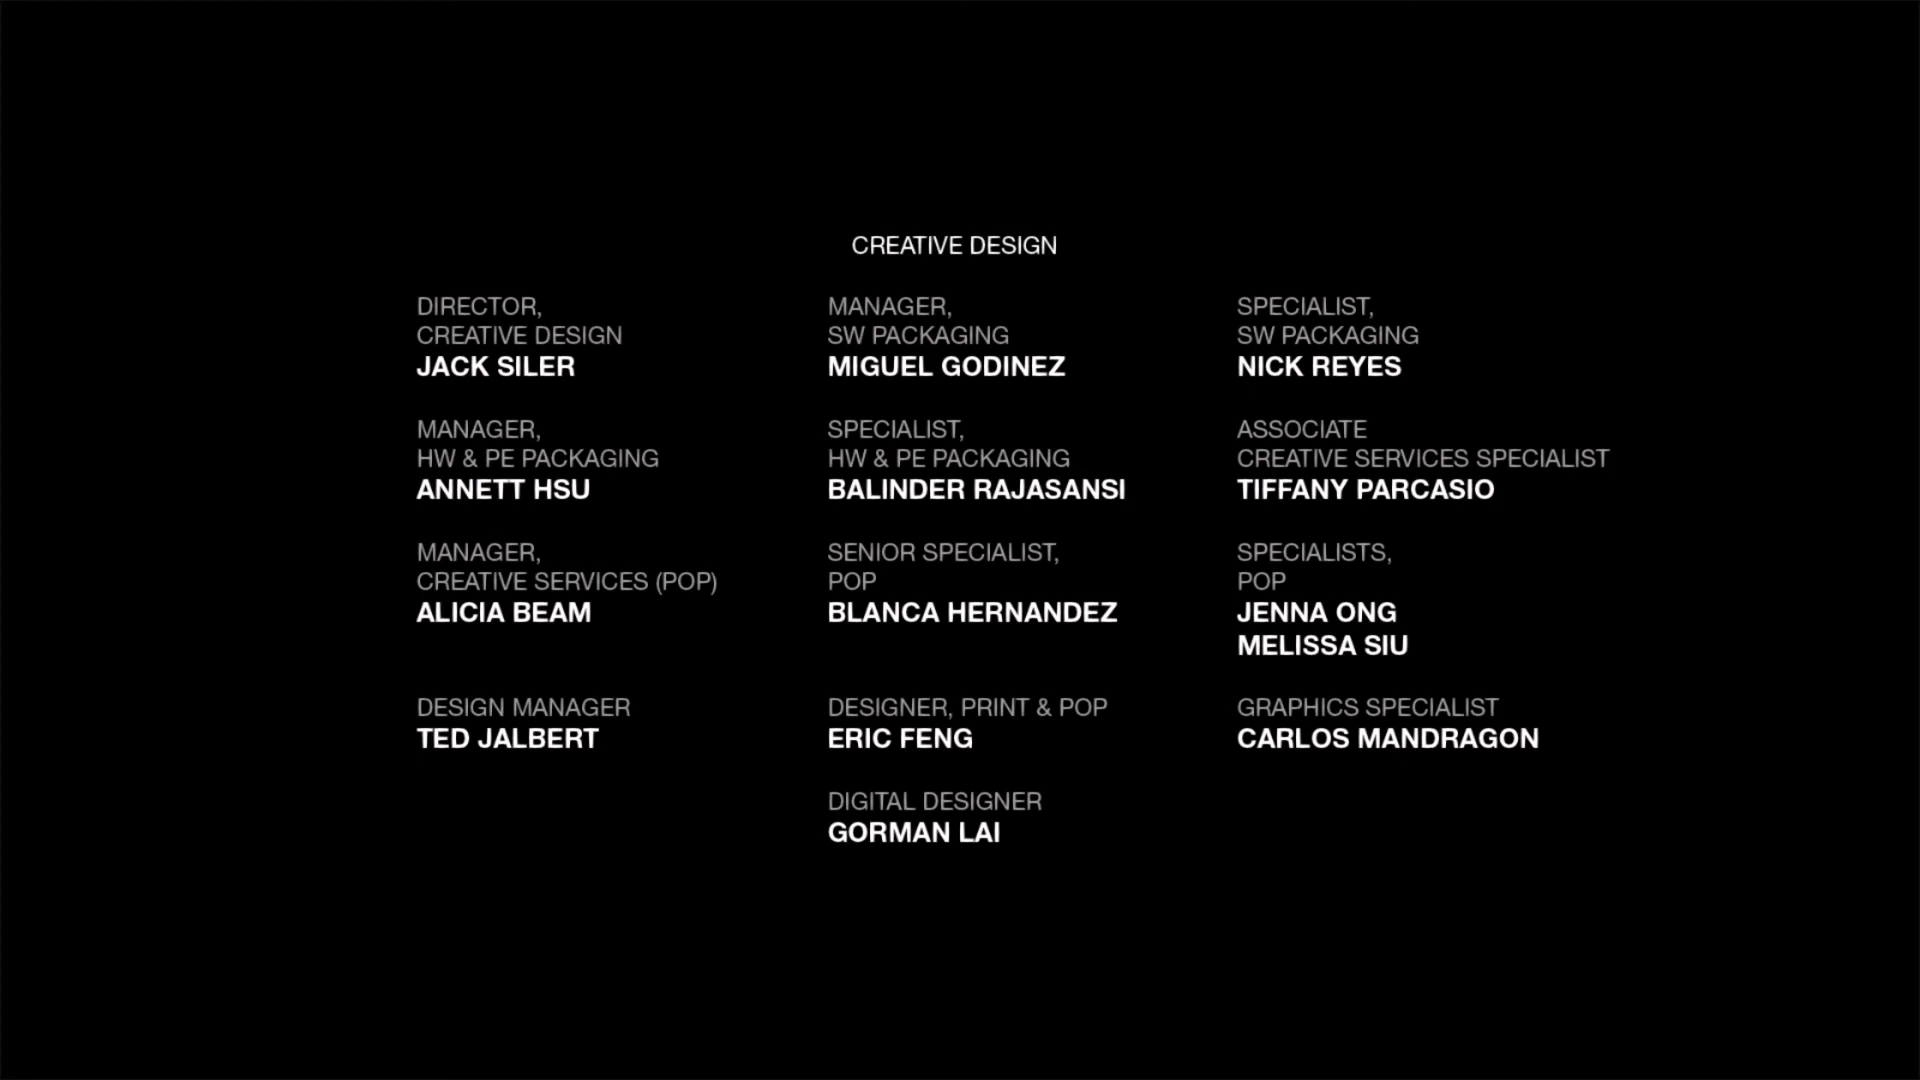 CREATIVE DESIGN
DIRECTOR,
CREATIVE DESIGN
JACK SILER
MANAGER,
SW PACKAGING
MIGUEL GODINEZ
SPECIALIST,
SW PACKAGING
NICK REYES
MANAGER,
HW & PE PACKAGING
ANNETT HSU
SPECIALIST,
HW & PE PACKAGING
BALINDER RAJASANSI
ASSOCIATE
CREATIVE SERVICES SPECIALIST
TIFFANY PARCASIO
MANAGER,
CREATIVE SERVICES (POP)
ALICIA BEAM
SENIOR SPECIALIST,
POP
BLANCA HERNANDEZ
SPECIALISTS,
POP
JENNA ONG
MELISSA SIU
DESIGN MANAGER
TED JALBERT
DESIGNER, PRINT & POP
ERIC FENG
GRAPHICS SPECIALIST
CARLOS MANDRAGON
DIGITAL DESIGNER
GORMAN LAI